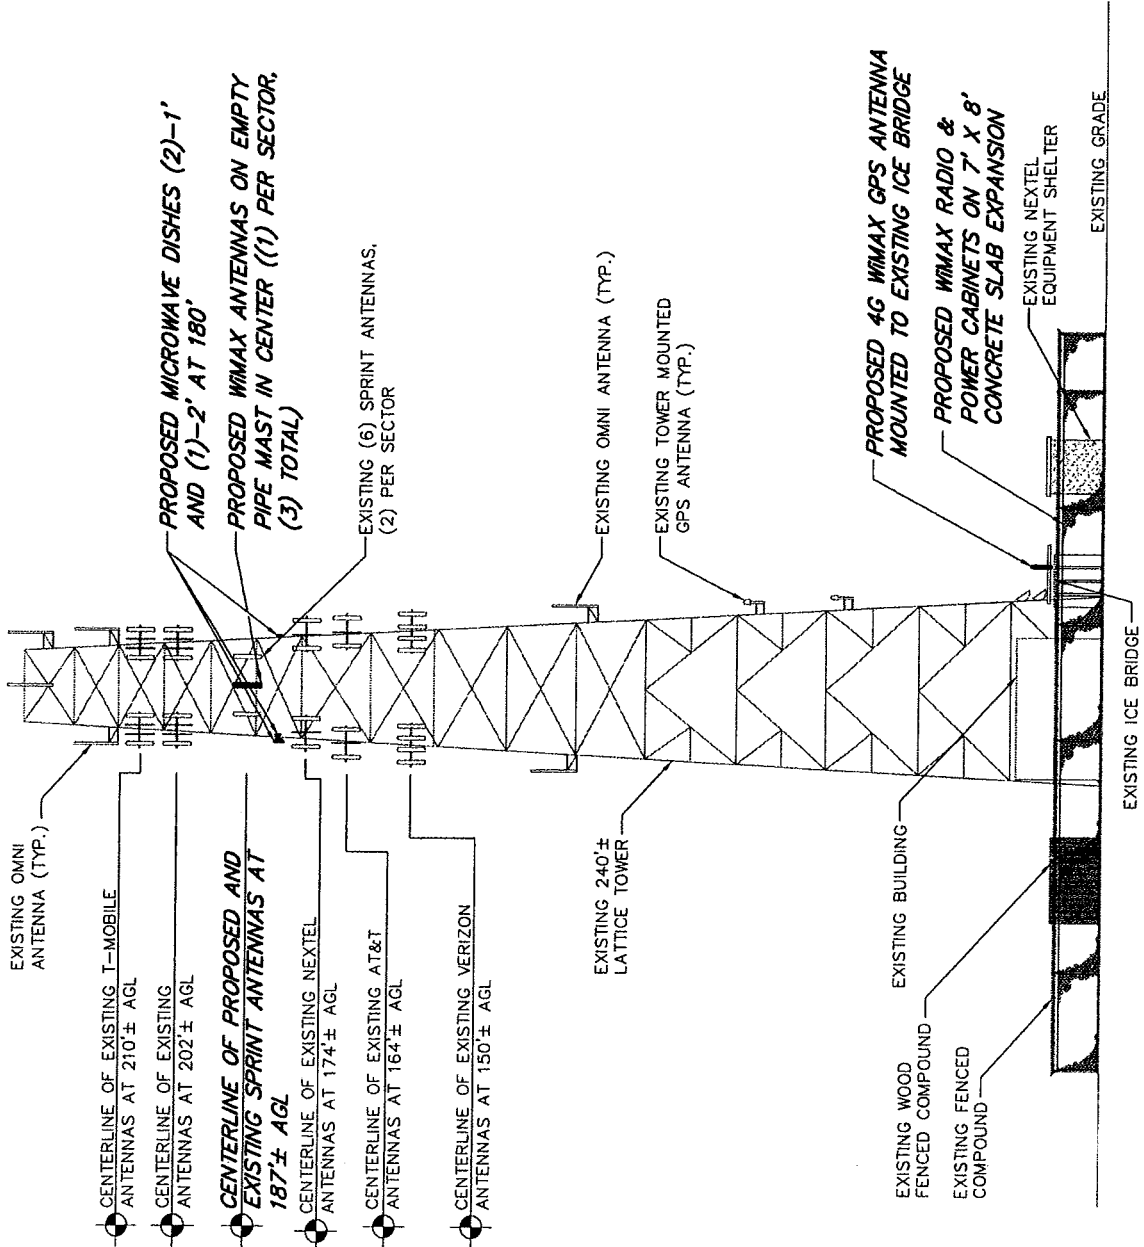 EXISTING OMNI
ANTENNA (TYP.)
CENTERLINE OF EXISTING T-MOBILE
ANTENNAS AT 210'± AGL
CENTERLINE OF EXISTING
ANTENNAS AT 202'± AGL
CENTERLINE OF PROPOSED AND
EXISTING SPRINT ANTENNAS AT
187'± AGL
CENTERLINE OF EXISTING NEXTEL
ANTENNAS AT 174'± AGL
CENTERLINE OF EXISTING AT&T
ANTENNAS AT 164'± AGL
CENTERLINE OF EXISTING VERIZON
ANTENNAS AT 150'± AGL
EXISTING 240'±
LATTICE TOWER
EXISTING BUILDING
EXISTING WOOD
FENCED COMPOUND
EXISTING FENCED
COMPOUND
PROPOSED MICROWAVE DISHES (2)-1'
AND (1)-2' AT 180'
PROPOSED WiMAX ANTENNAS ON EMPTY
PIPE MAST IN CENTER ((1) PER SECTOR,
(3) TOTAL)
EXISTING (6) SPRINT ANTENNAS,
(2) PER SECTOR
EXISTING OMNI ANTENNA (TYP.)
EXISTING TOWER MOUNTED
GPS ANTENNA (TYP.)
PROPOSED 4G WiMAX GPS ANTENNA
MOUNTED TO EXISTING ICE BRIDGE
PROPOSED WiMAX RADIO &
POWER CABINETS ON 7' X 8'
CONCRETE SLAB EXPANSION
EXISTING NEXTEL
EQUIPMENT SHELTER
EXISTING GRADE
EXISTING ICE BRIDGE